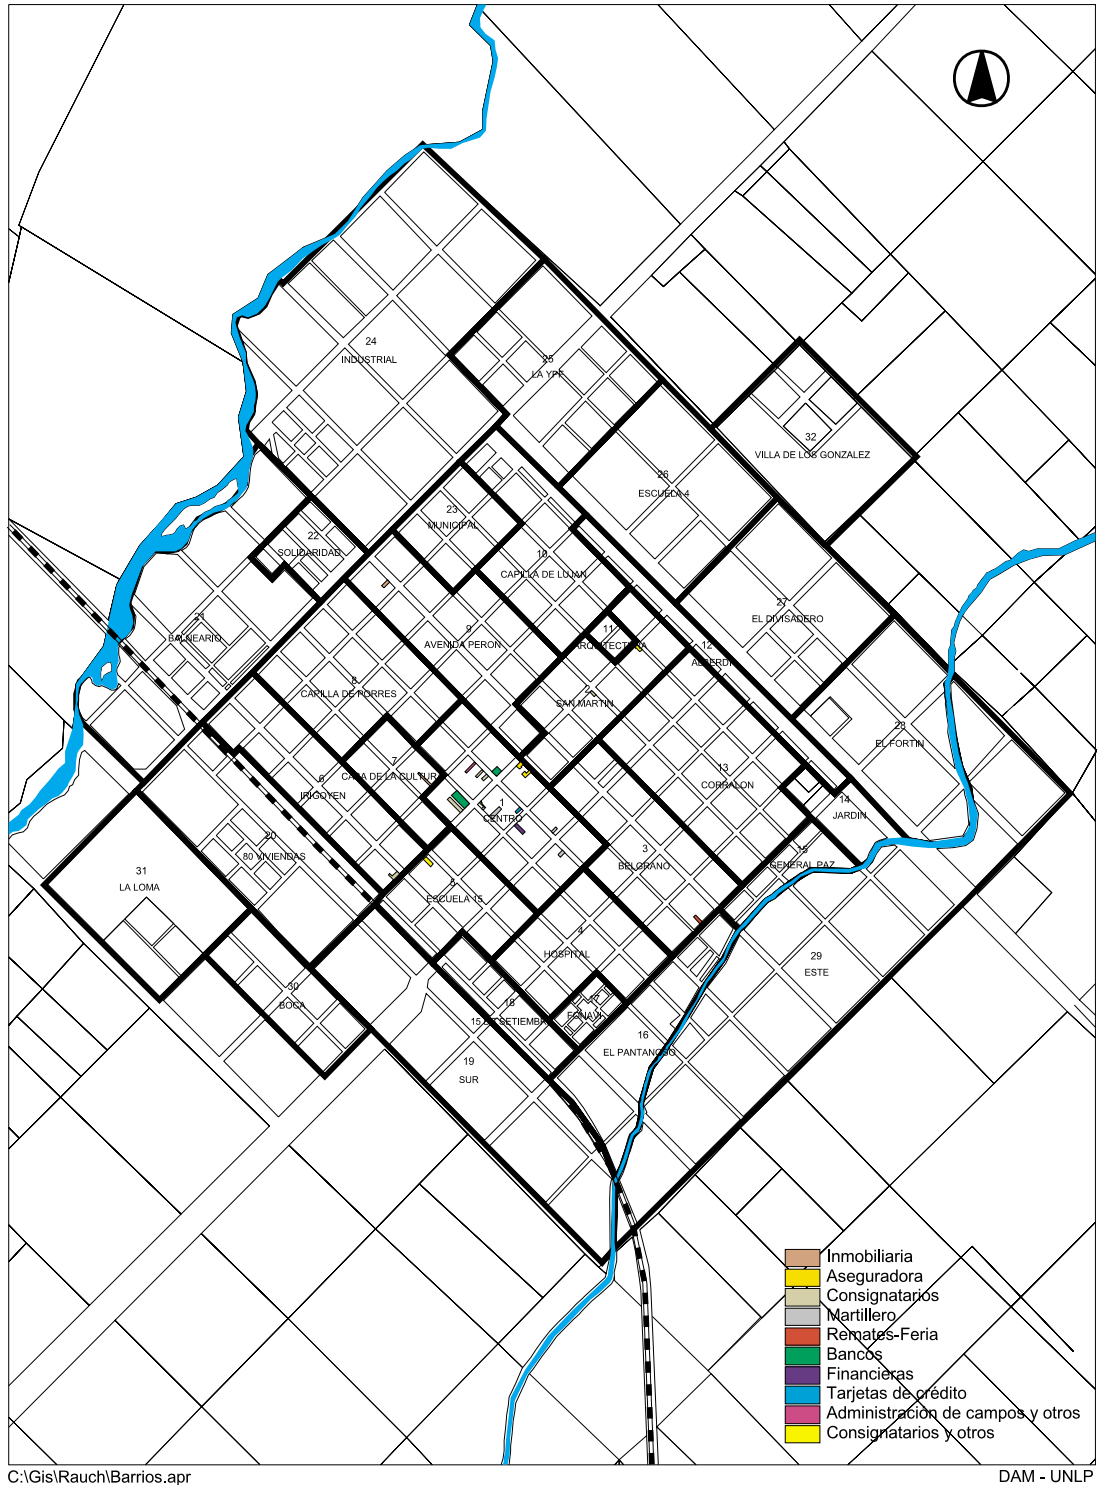 24
INDUSTRIAL
25
LA YPF
32
VILLA DE LOS GONZALEZ
26
ESCUELA 4
23
MUNICIPAL
22
SOLIDARIDAD
10
CAPILLA DE LUJAN
27
EL DIVISADERO
21
BALNEARIO
9
AVENIDA PERON
11
ARQUITECTURA
12
ALBERDI
8
CAPILLA DE PORRES
2
SAN MARTIN
28
EL FORTIN
7
CASA DE LA CULTURA
6
IRIGOYEN
13
CORRALON
1
CENTRO
14
JARDIN
20
80 VIVIENDAS
3
BELGRANO
15
GENERAL PAZ
31
LA LOMA
5
ESCUELA 15
4
HOSPITAL
29
ESTE
30
BOCA
18
15 DE SETIEMBRE
FONAVI
16
EL PANTANOSO
19
SUR
Inmobiliaria
Aseguradora
Consignatarios
Martillero
Remates-Feria
Bancos
Financieras
Tarjetas de crédito
Administración de campos y otros
Consignatarios y otros
C:\Gis\Rauch\Barrios.apr
DAM - UNLP